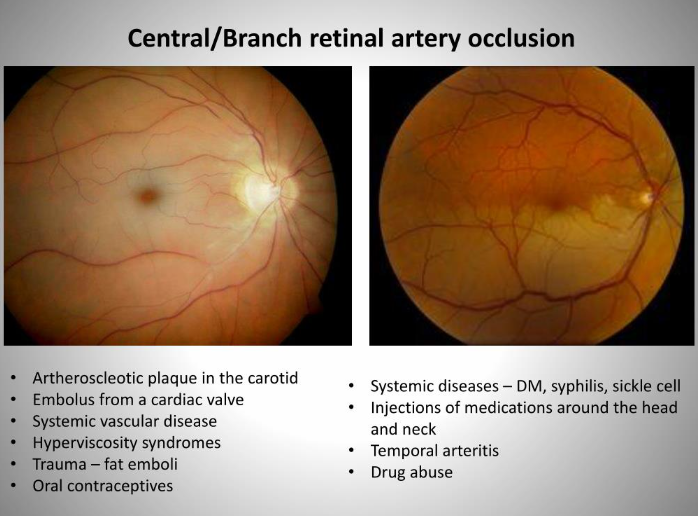 Central/Branch retinal artery occlusion
• Artheroscleotic plaque in the carotid
• Embolus from a cardiac valve
• Systemic vascular disease
• Hyperviscosity syndromes
• Trauma – fat emboli
• Oral contraceptives
• Systemic diseases – DM, syphilis, sickle cell
• Injections of medications around the head
and neck
• Temporal arteritis
• Drug abuse